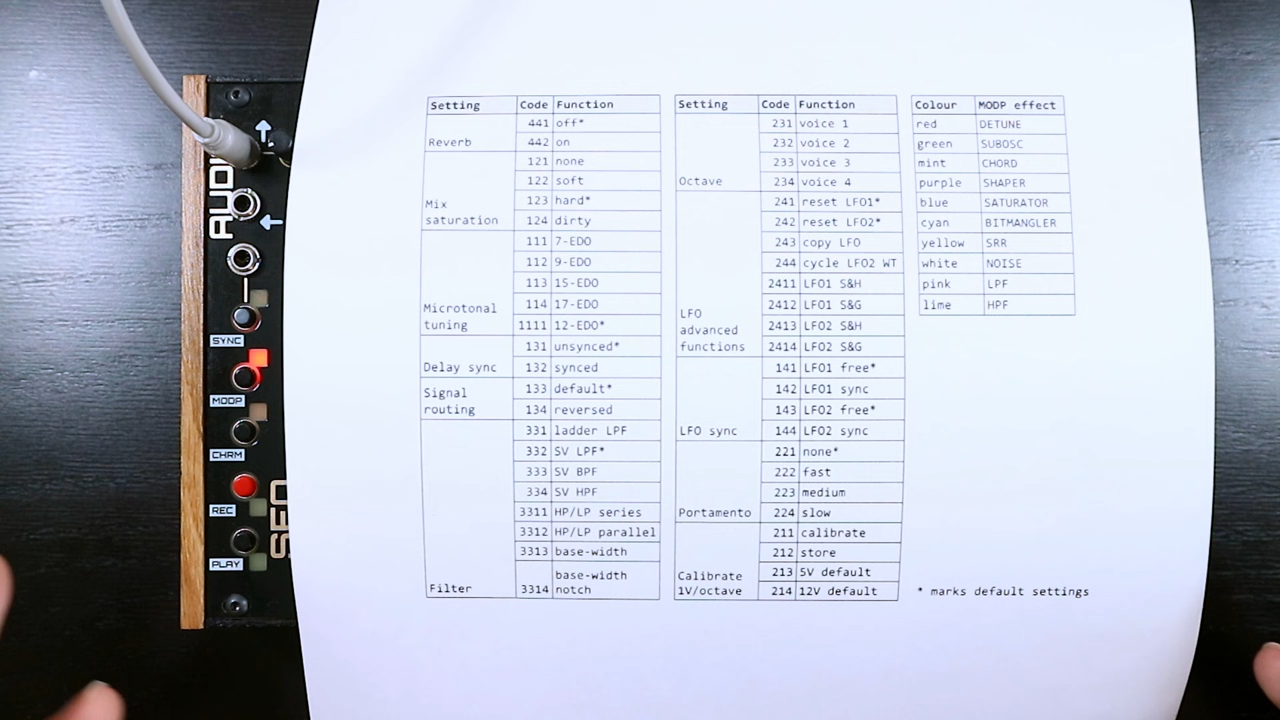 AUDI
SYNC
MODP
CHRM
REC
PLAY
SEQ
Setting Code Function
441 off*
Reverb 442 on
121 none
122 soft
Mix 123 hard*
saturation 124 dirty
111 7-EDO
112 9-EDO
113 15-EDO
Microtonal 114 17-EDO
tuning 1111 12-EDO*
131 unsynced*
Delay sync 132 synced
Signal 133 default*
routing 134 reversed
331 ladder LPF
332 SV LPF*
333 SV BPF
334 SV HPF
3311 HP/LP series
3312 HP/LP parallel
3313 base-width
base-width
Filter 3314 notch
Setting Code Function
231 voice 1
232 voice 2
233 voice 3
Octave 234 voice 4
241 reset LFO1*
242 reset LFO2*
243 copy LFO
244 cycle LFO2 WT
2411 LFO1 S&H
LFO 2412 LFO1 S&G
advanced 2413 LFO2 S&H
functions 2414 LFO2 S&G
141 LFO1 free*
142 LFO1 sync
143 LFO2 free*
LFO sync 144 LFO2 sync
221 none*
222 fast
223 medium
Portamento 224 slow
211 calibrate
212 store
Calibrate 213 5V default
1V/octave 214 12V default
Colour MODP effect
red DETUNE
green SUBOSC
mint CHORD
purple SHAPER
blue SATURATOR
cyan BITMANGLER
yellow SRR
white NOISE
pink LPF
lime HPF
* marks default settings